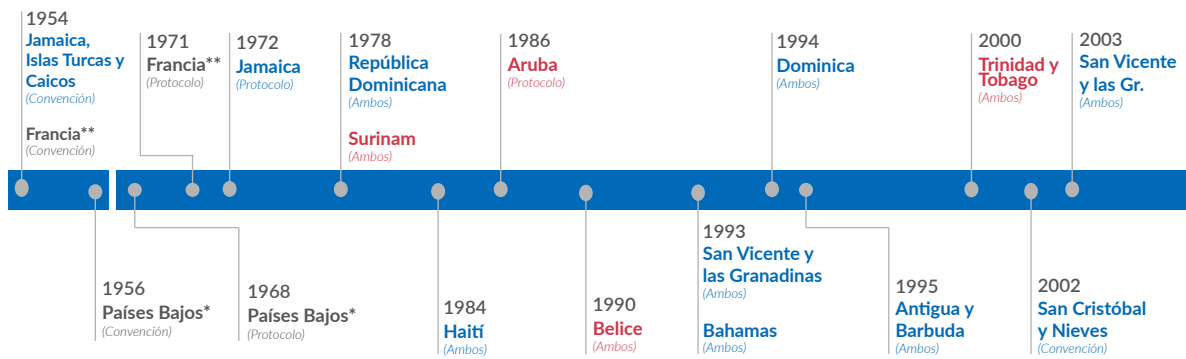 1954
Jamaica,
Islas Turcas y
Caicos
(Convención)
Francia**
(Convención)
1971
Francia**
(Protocolo)
1972
Jamaica
(Protocolo)
1978
República
Dominicana
(Ambos)
Surinam
(Ambos)
1986
Aruba
(Protocolo)
1994
Dominica
(Ambos)
2000
Trinidad y
Tobago
(Ambos)
2003
San Vicente
y las Gr.
(Ambos)
1956
Países Bajos*
(Convención)
1968
Países Bajos*
(Protocolo)
1984
Haití
(Ambos)
1990
Belice
(Ambos)
1993
San Vicente y
las Granadinas
(Ambos)
Bahamas
(Ambos)
1995
Antigua y
Barbuda
(Ambos)
2002
San Cristóbal
y Nieves
(Convención)